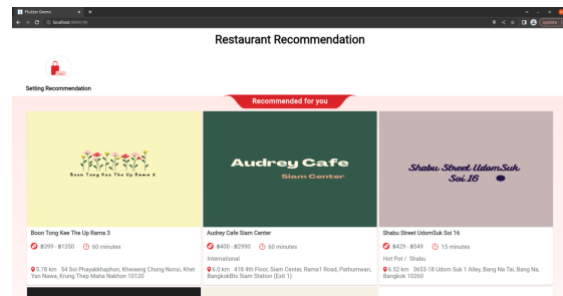 Flutter Demo
localhost
Update
Restaurant Recommendation
Setting Recommendation
Recommended for you
Boon Tong Kee The Up Rama 3
Audrey Cafe
Siam Center
Shabu Street UdomSuk
Soi 16
Boon Tong Kee The Up Rama 3
฿399 - ฿1350 60 minutes
5.78 km 54 Soi Phayakkhaphan, Khwaeng Chong Nonsi, Khet
Yan Nawa, Krung Thep Maha Nakhon 10120
Audrey Cafe Siam Center
฿400 - ฿2990 60 minutes
International
6.0 km 418 4th Floor, Siam Center, Rama1 Road, Pathumwan,
BangkokBts Siam Station (Exit 1)
Shabu Street UdomSuk Soi 16
฿429 - ฿549 15 minutes
Hot Pot / Shabu
6.52 km 3653-18 Udom Suk 1 Alley, Bang Na Tai, Bang Na,
Bangkok 10260